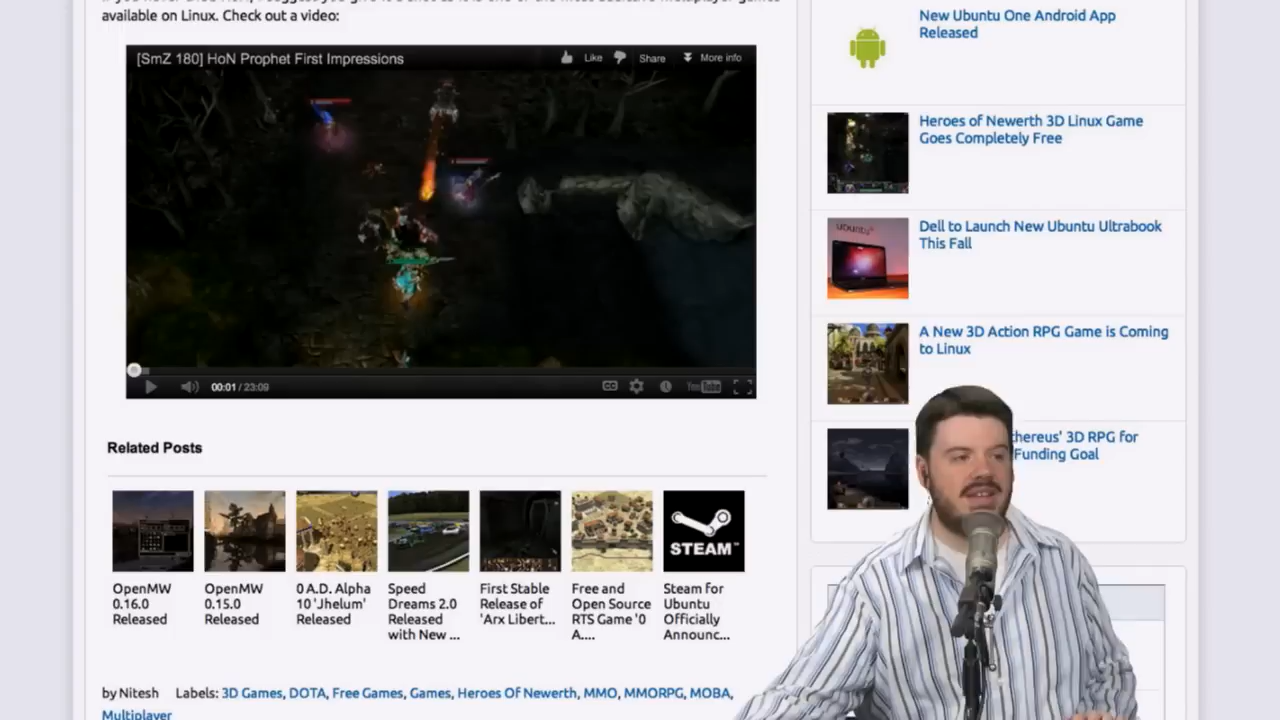 available on Linux. Check out a video:
[SmZ 180] HoN Prophet First Impressions
Like
Share
More info
00:01 / 23:09
CC
YouTube
Related Posts
STEAM™
OpenMW
0.16.0
Released
OpenMW
0.15.0
Released
0 A.D. Alpha
10 'Jhelum'
Released
Speed
Dreams 2.0
Released
with New ...
First Stable
Release of
'Arx Libert...
Free and
Open Source
RTS Game '0
A....
Steam for
Ubuntu
Officially
Announc...
by Nitesh Labels: 3D Games, DOTA, Free Games, Games, Heroes Of Newerth, MMO, MMORPG, MOBA,
Multiplayer
New Ubuntu One Android App
Released
Heroes of Newerth 3D Linux Game
Goes Completely Free
ubuntu
Dell to Launch New Ubuntu Ultrabook
This Fall
A New 3D Action RPG Game is Coming
to Linux
thereus' 3D RPG for
Funding Goal